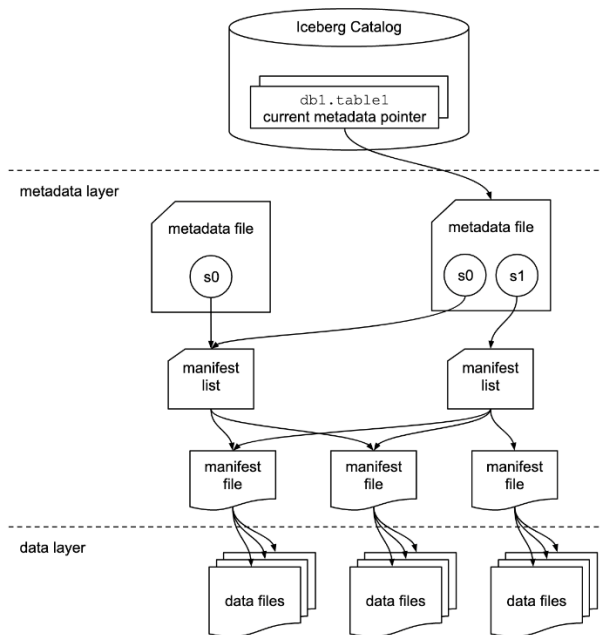 Iceberg Catalog
db1.table1
current metadata pointer
metadata layer
metadata file
s0
metadata file
s0
s1
manifest
list
manifest
list
manifest
file
manifest
file
manifest
file
data layer
data files
data files
data files